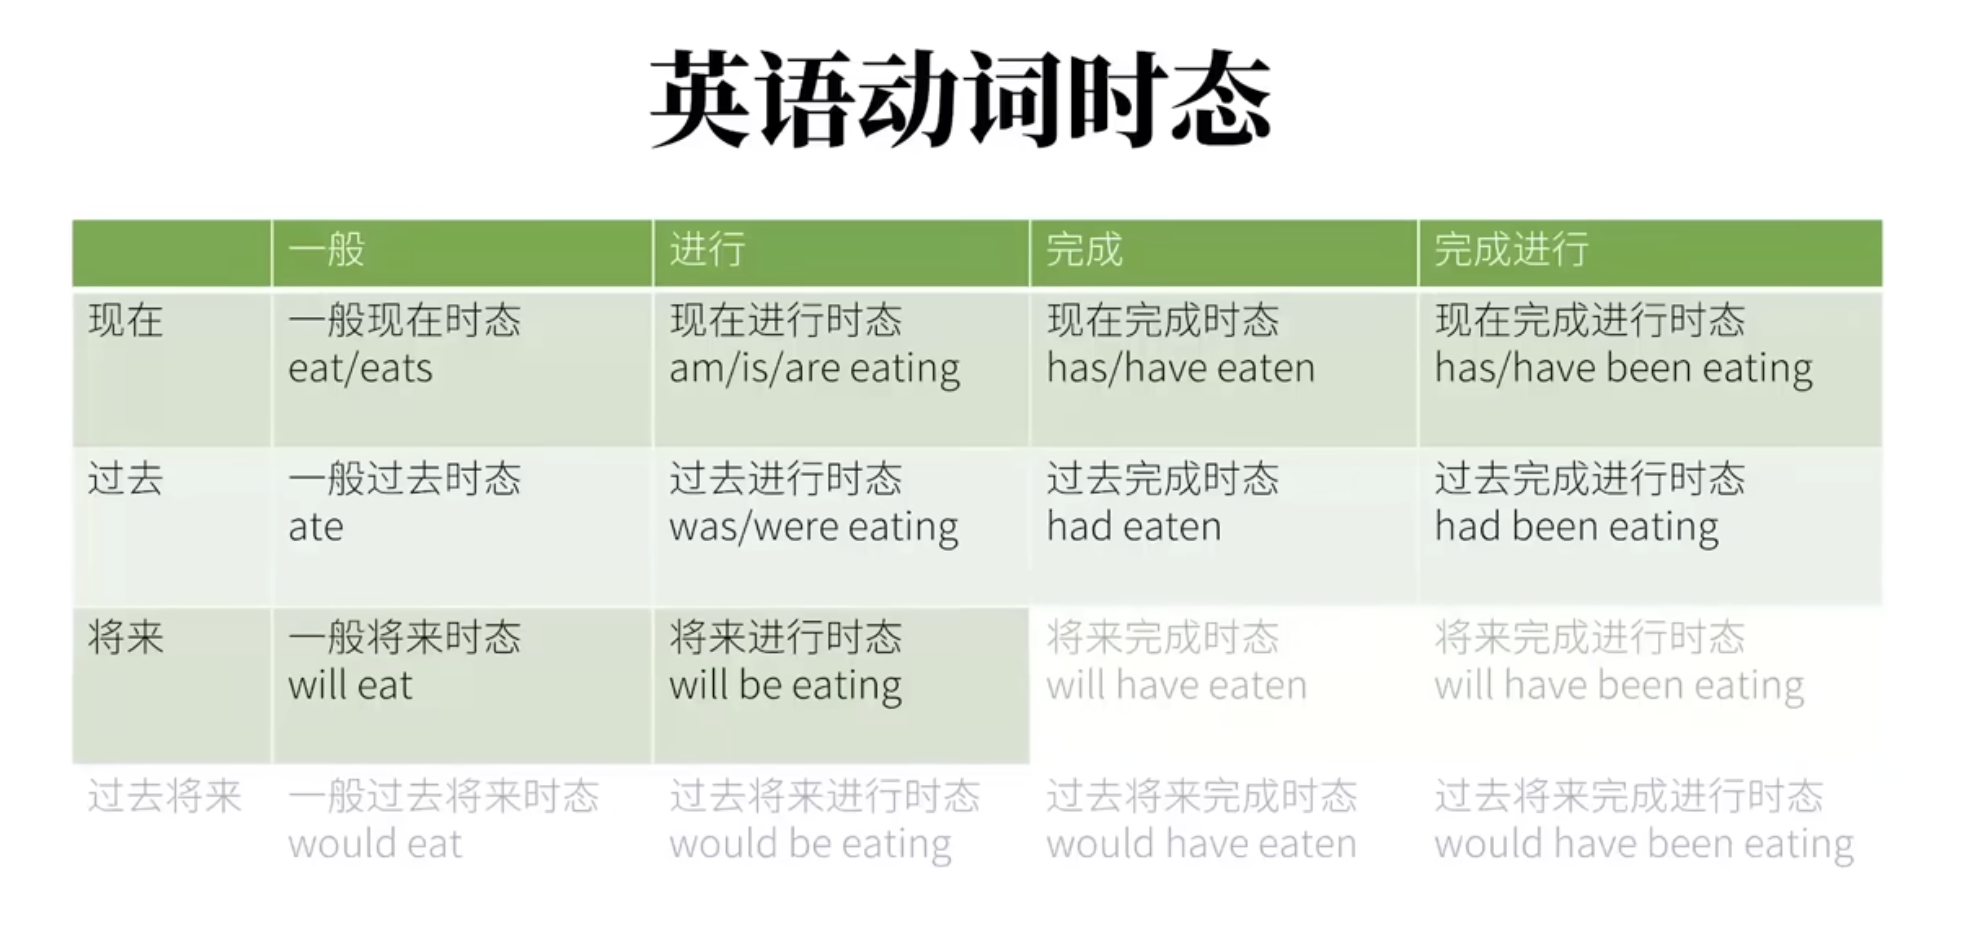 英语动词时态
一般 进行 完成 完成进行
现在 一般现在时态 现在进行时态 现在完成时态 现在完成进行时态
eat/eats am/is/are eating has/have eaten has/have been eating
过去 一般过去时态 过去进行时态 过去完成时态 过去完成进行时态
ate was/were eating had eaten had been eating
将来 一般将来时态 将来进行时态 将来完成时态 将来完成进行时态
will eat will be eating will have eaten will have been eating
过去将来 一般过去将来时态 过去将来进行时态 过去将来完成时态 过去将来完成进行时态
would eat would be eating would have eaten would have been eating